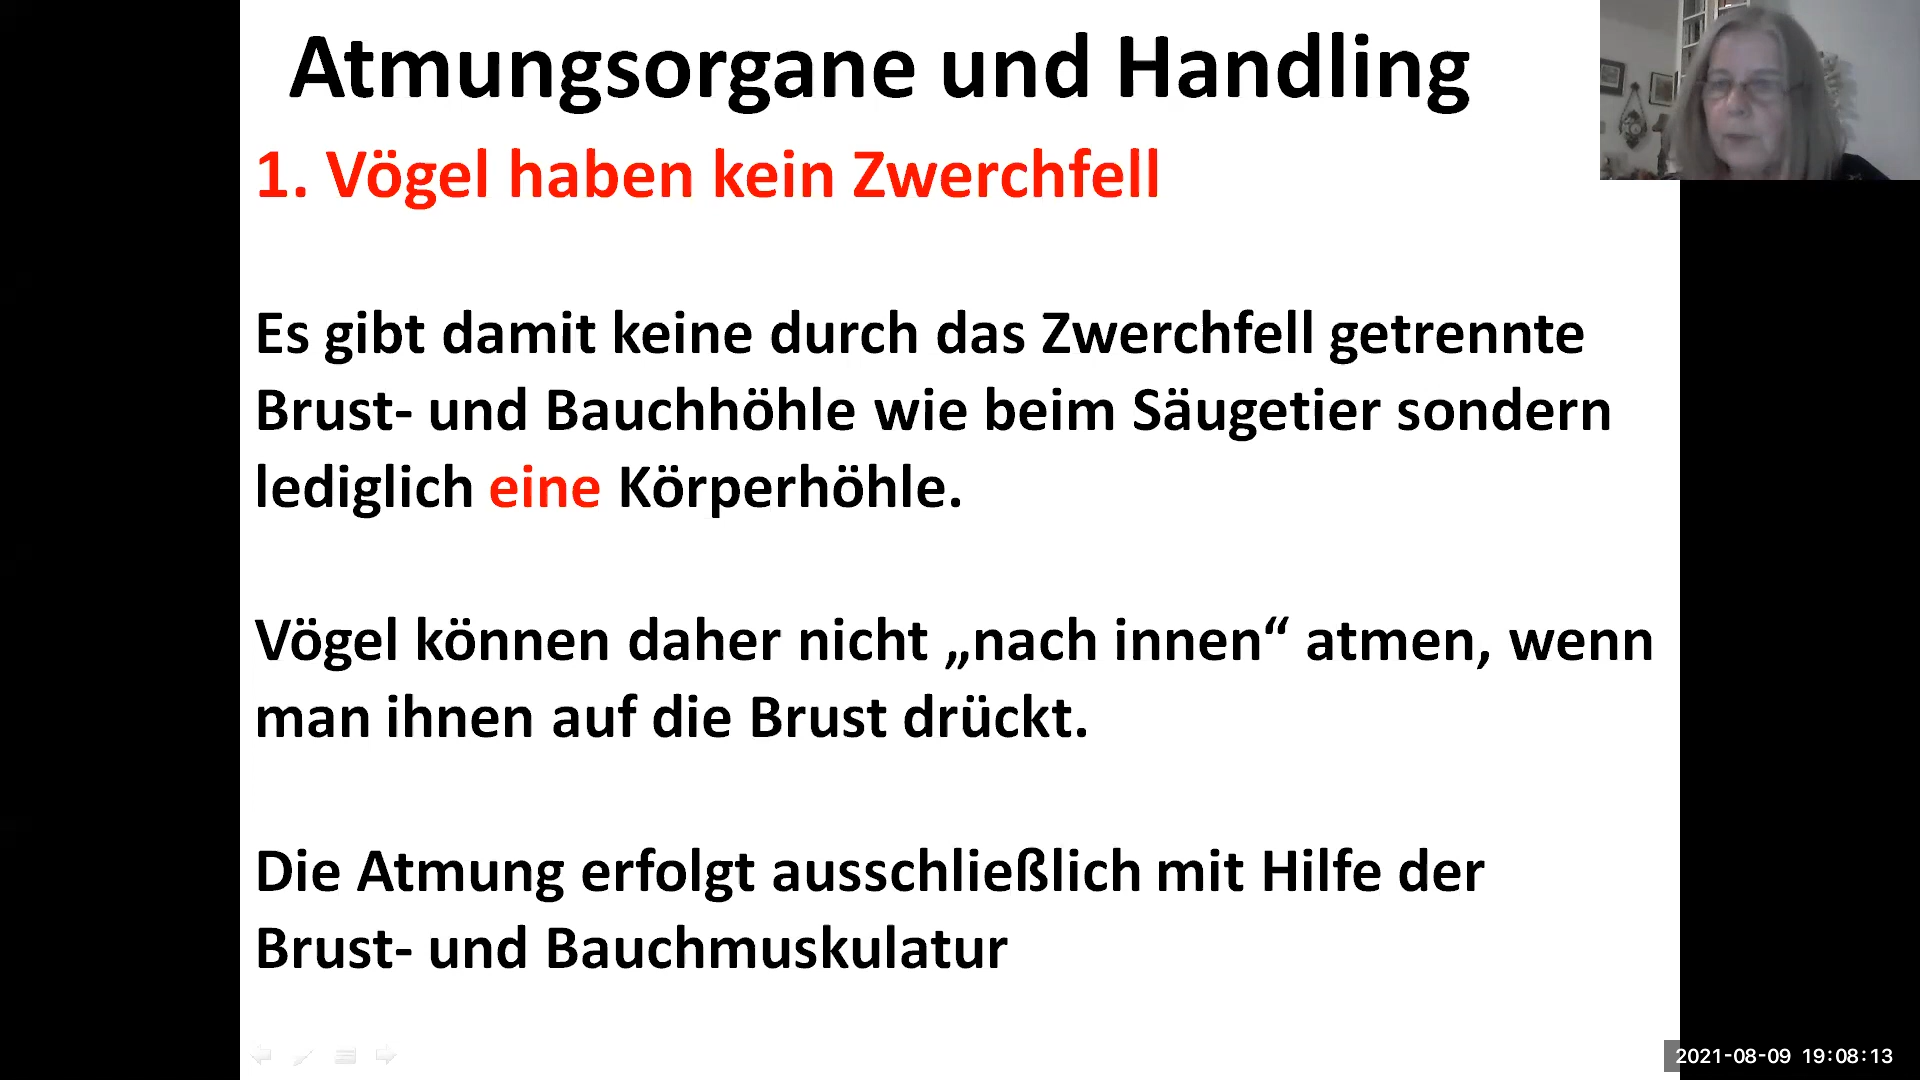 Atmungsorgane und Handling
1. Vögel haben kein Zwerchfell
Es gibt damit keine durch das Zwerchfell getrennte
Brust- und Bauchhöhle wie beim Säugetier sondern
lediglich eine Körperhöhle.
Vögel können daher nicht „nach innen“ atmen, wenn
man ihnen auf die Brust drückt.
Die Atmung erfolgt ausschließlich mit Hilfe der
Brust- und Bauchmuskulatur
2021-08-09 19:08:13